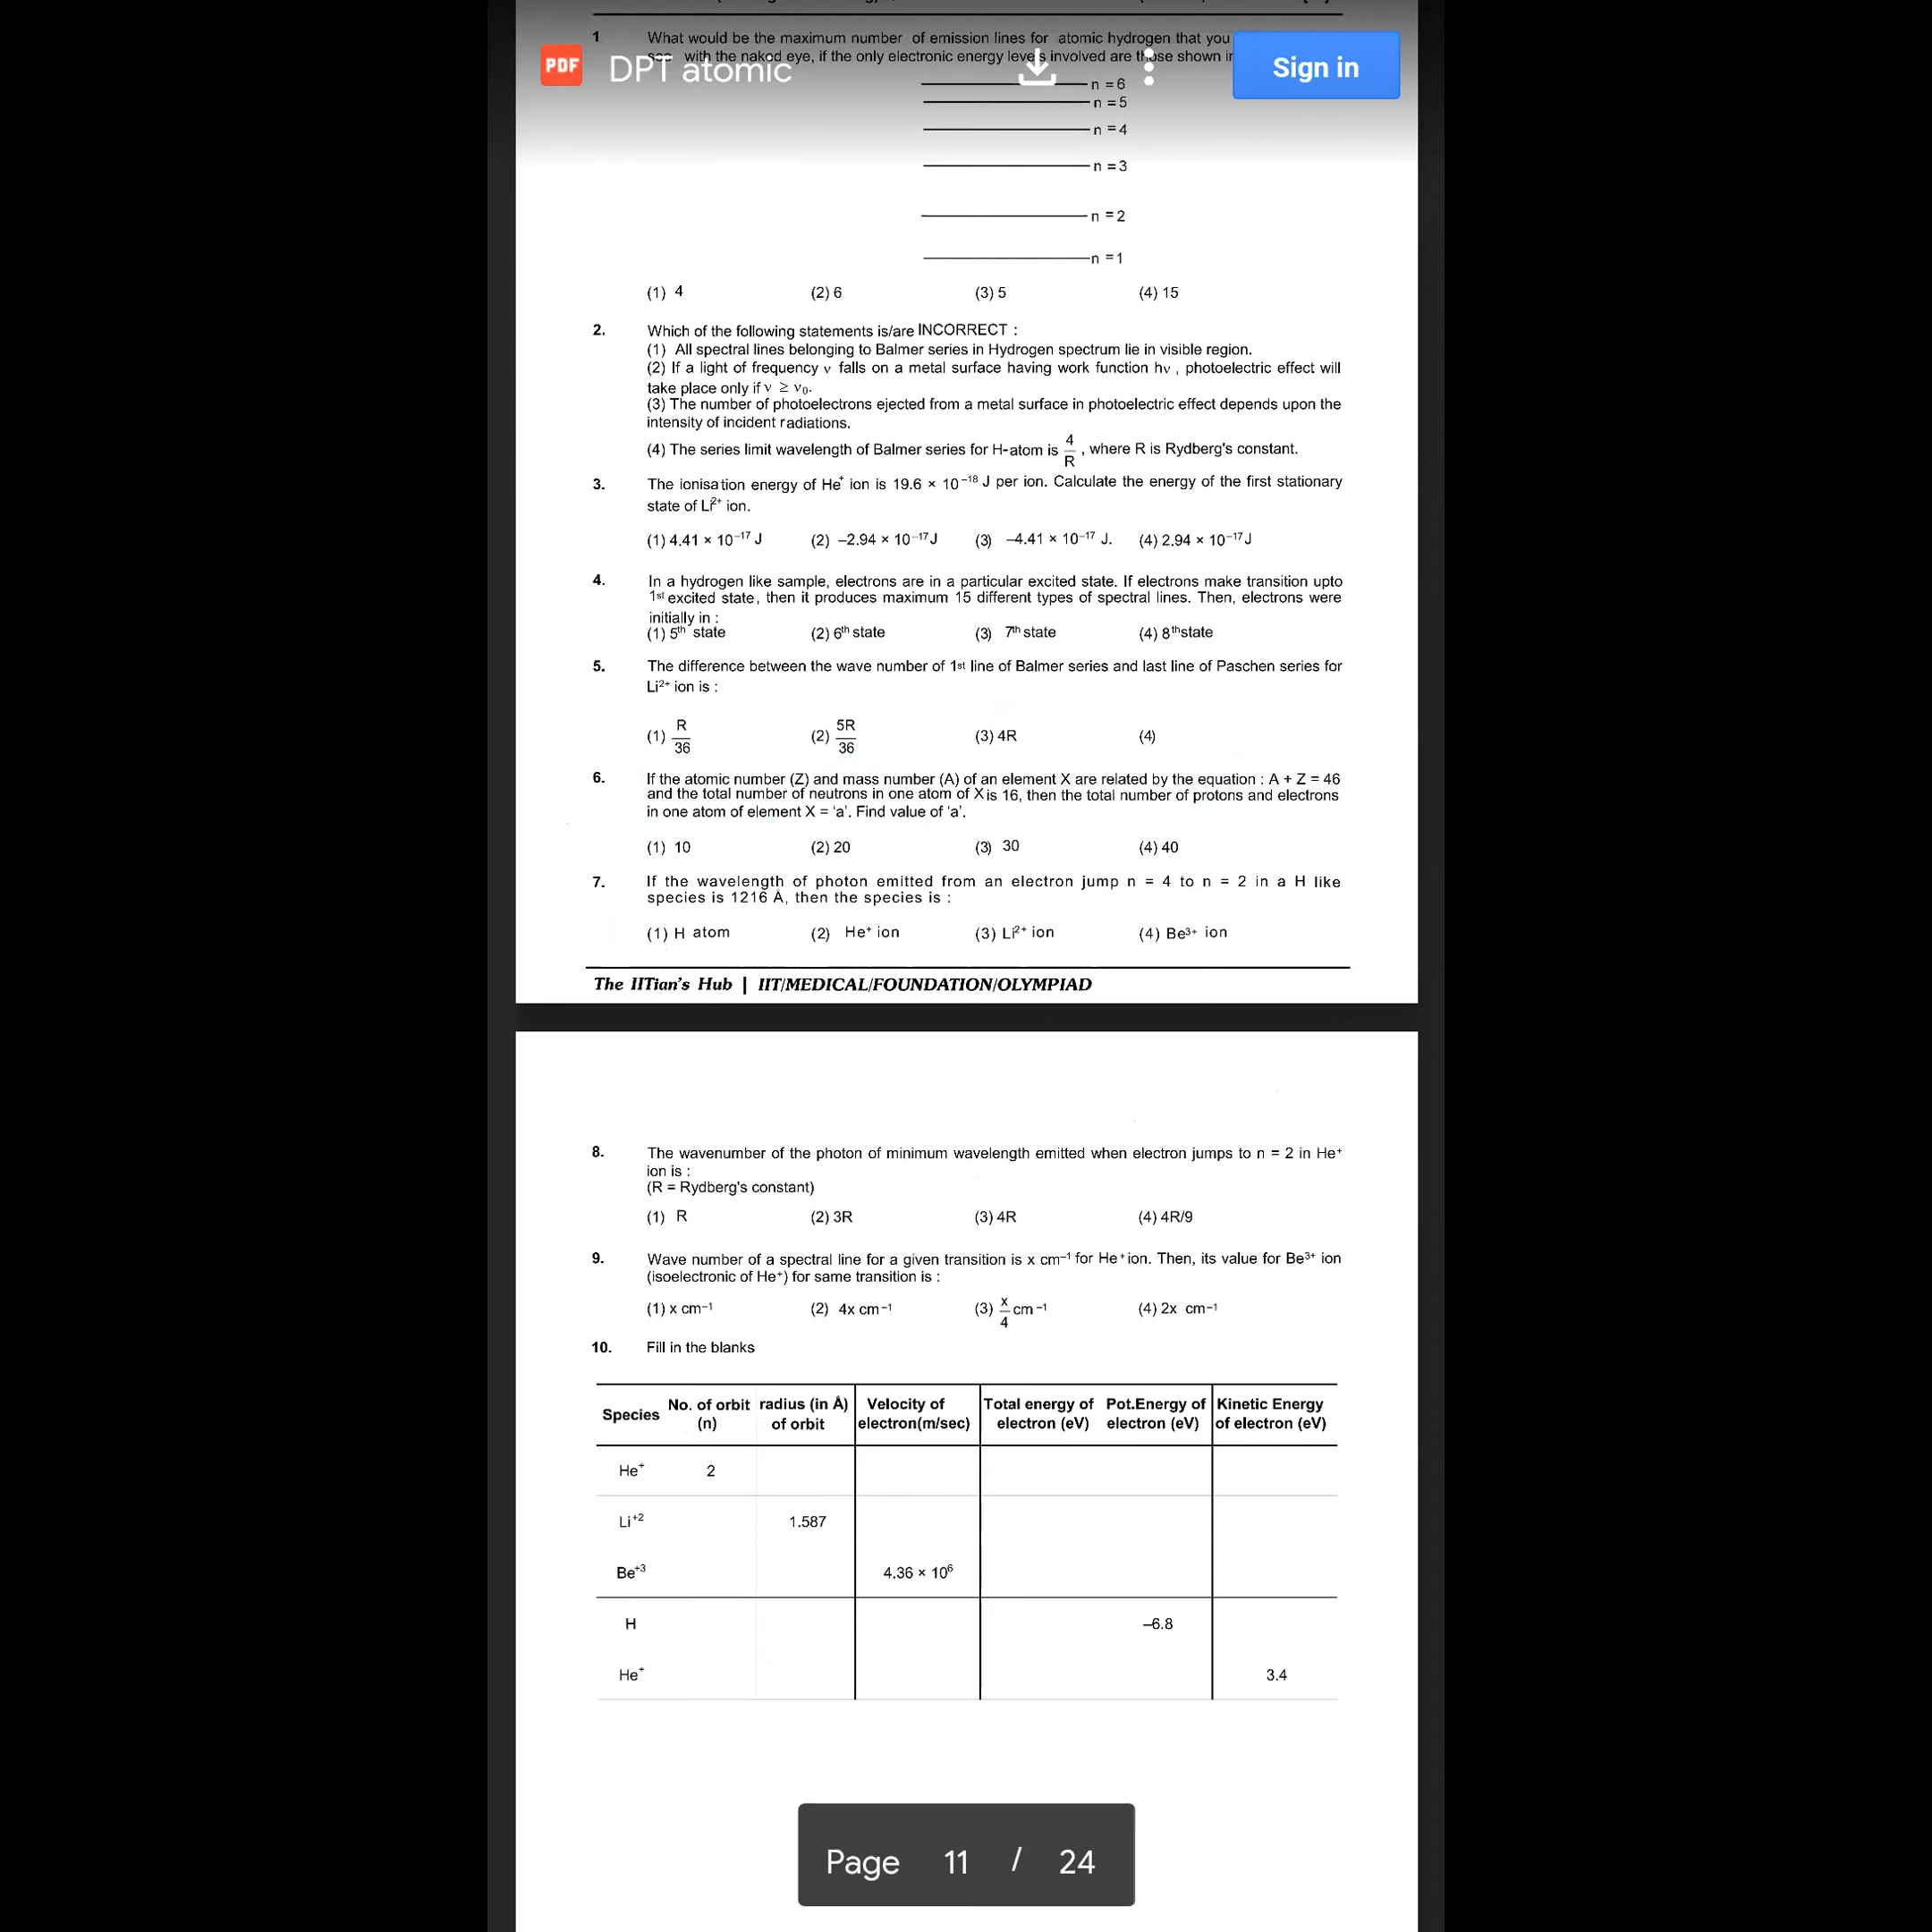 1 What would be the maximum number of emission lines for atomic hydrogen that you
with the naked eye, if the only electronic energy levels involved are those shown
PDF DPT atomic Sign in
n = 6
n = 5
n = 4
n = 3
n = 2
n = 1
(1) 4 (2) 6 (3) 5 (4) 15
2. Which of the following statements is/are INCORRECT :
(1) All spectral lines belonging to Balmer series in Hydrogen spectrum lie in visible region.
(2) If a light of frequency ν falls on a metal surface having work function hν , photoelectric effect will
take place only if ν ≥ ν₀.
(3) The number of photoelectrons ejected from a metal surface in photoelectric effect depends upon the
intensity of incident radiations.
(4) The series limit wavelength of Balmer series for H-atom is 4/R , where R is Rydberg's constant.
3. The ionisation energy of He⁺ ion is 19.6 × 10⁻¹⁸ J per ion. Calculate the energy of the first stationary
state of Li²⁺ ion.
(1) 4.41 × 10⁻¹⁷ J (2) –2.94 × 10⁻¹⁷ J (3) –4.41 × 10⁻¹⁷ J. (4) 2.94 × 10⁻¹⁷ J
4. In a hydrogen like sample, electrons are in a particular excited state. If electrons make transition upto
1st excited state, then it produces maximum 15 different types of spectral lines. Then, electrons were
initially in :
(1) 5th state (2) 6th state (3) 7th state (4) 8th state
5. The difference between the wave number of 1st line of Balmer series and last line of Paschen series for
Li²⁺ ion is :
(1) R/36 (2) 5R/36 (3) 4R (4)
6. If the atomic number (Z) and mass number (A) of an element X are related by the equation : A + Z = 46
and the total number of neutrons in one atom of X is 16, then the total number of protons and electrons
in one atom of element X = 'a'. Find value of 'a'.
(1) 10 (2) 20 (3) 30 (4) 40
7. If the wavelength of photon emitted from an electron jump n = 4 to n = 2 in a H like
species is 1216 Å, then the species is :
(1) H atom (2) He⁺ ion (3) Li²⁺ ion (4) Be³⁺ ion
The IITian's Hub | IIT/MEDICAL/FOUNDATION/OLYMPIAD
8. The wavenumber of the photon of minimum wavelength emitted when electron jumps to n = 2 in He⁺
ion is :
(R = Rydberg's constant)
(1) R (2) 3R (3) 4R (4) 4R/9
9. Wave number of a spectral line for a given transition is x cm⁻¹ for He⁺ ion. Then, its value for Be³⁺ ion
(isoelectronic of He⁺) for same transition is :
(1) x cm⁻¹ (2) 4x cm⁻¹ (3) x/4 cm⁻¹ (4) 2x cm⁻¹
10. Fill in the blanks
Species No. of orbit (n) radius (in Å) of orbit Velocity of electron(m/sec) Total energy of electron (eV) Pot.Energy of electron (eV) Kinetic Energy of electron (eV)
He⁺ 2
Li⁺² 1.587
Be⁺³ 4.36 × 10⁶
H –6.8
He⁺ 3.4
Page 11 / 24